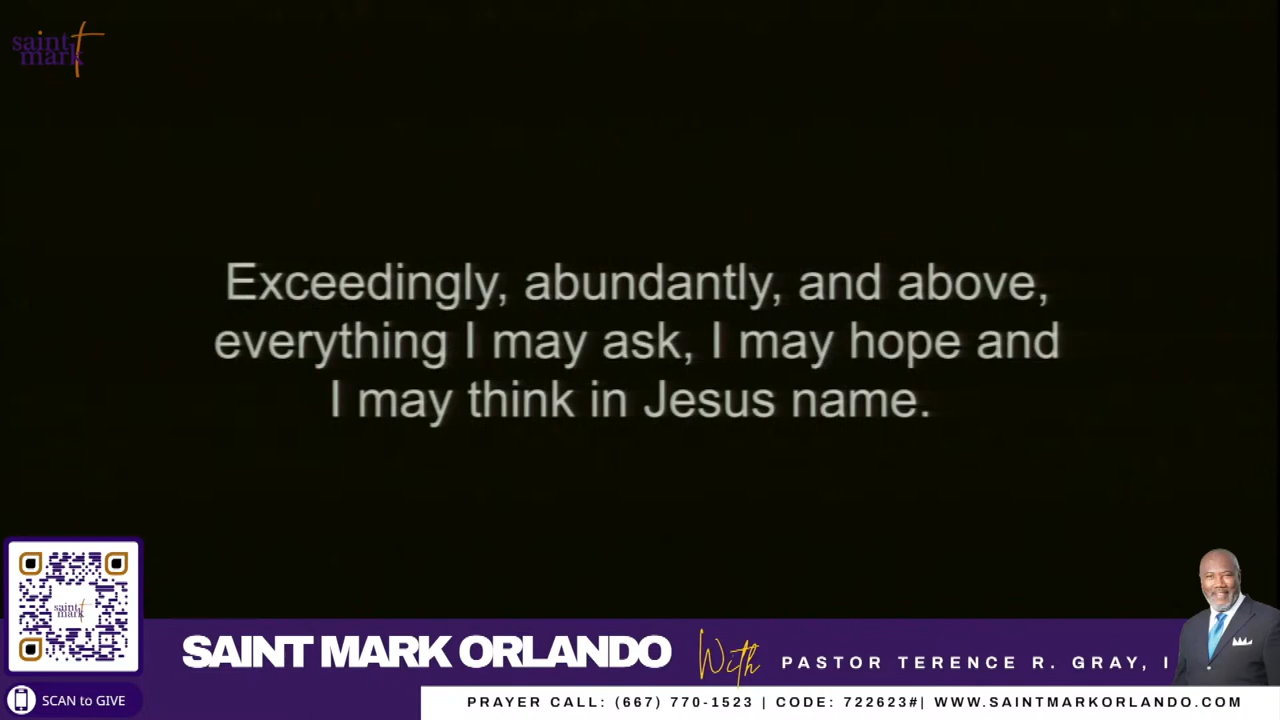 saint
mark
Exceedingly, abundantly, and above,
everything I may ask, I may hope and
I may think in Jesus name.
saint
mark
SAINT MARK ORLANDO With PASTOR TERENCE R. GRAY, I
SCAN to GIVE
PRAYER CALL: (667) 770-1523 | CODE: 722623#| WWW.SAINTMARKORLANDO.COM